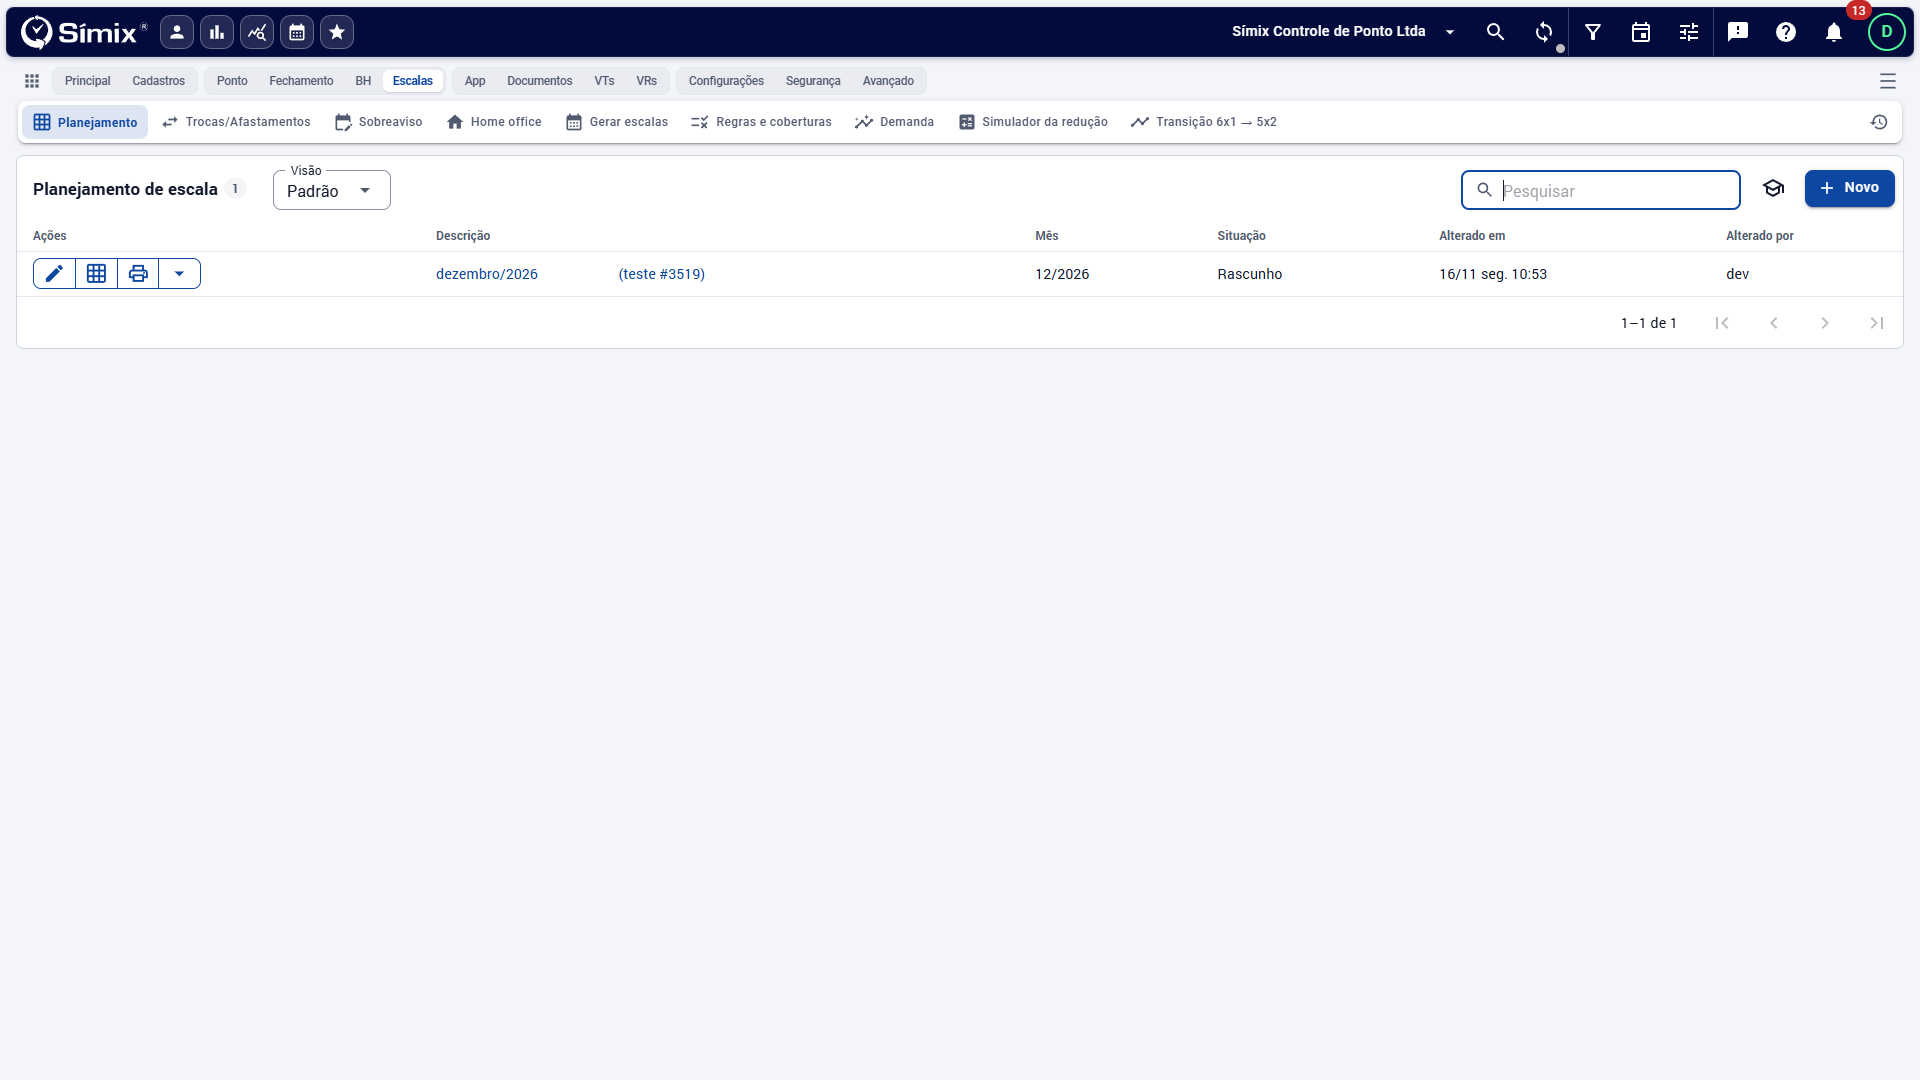 Símix ®
Símix Controle de Ponto Ltda
13
D
Principal Cadastros Ponto Fechamento BH Escalas App Documentos VTs VRs Configurações Segurança Avançado
Planejamento Trocas/Afastamentos Sobreaviso Home office Gerar escalas Regras e coberturas Demanda Simulador da redução Transição 6x1 → 5x2
Visão
Planejamento de escala 1 Padrão Pesquisar Novo
Ações Descrição Mês Situação Alterado em Alterado por
dezembro/2026 (teste #3519) 12/2026 Rascunho 16/11 seg. 10:53 dev
1–1 de 1